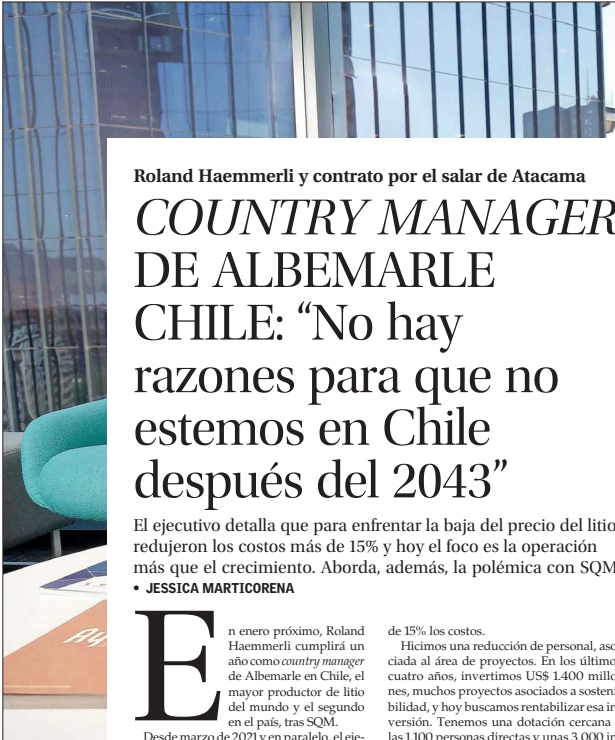 Roland Haemmerli y contrato por el salar de Atacama
COUNTRY MANAGER
DE ALBEMARLE
CHILE: “No hay
razones para que no
estemos en Chile
después del 2043”
El ejecutivo detalla que para enfrentar la baja del precio del litio
redujeron los costos más de 15% y hoy el foco es la operación
más que el crecimiento. Aborda, además, la polémica con SQM
• JESSICA MARTICORENA
En enero próximo, Roland
Haemmerli cumplirá un
año como country manager
de Albemarle en Chile, el
mayor productor de litio
del mundo y el segundo
en el país, tras SQM.
Desde marzo de 2021 y en paralelo, el eje-
de 15% los costos.
Hicimos una reducción de personal, aso
ciada al área de proyectos. En los último
cuatro años, invertimos US$ 1.400 millo
nes, muchos proyectos asociados a sosteni
bilidad, y hoy buscamos rentabilizar esa in
versión. Tenemos una dotación cercana
las 1.100 personas directas y unas 3.000 in